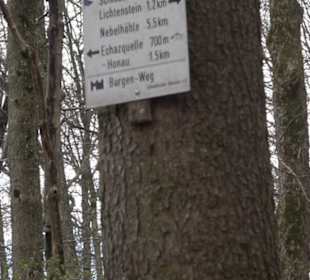 Lichtenstein 1,2km
Nebelhöhle 5,5km
Echazquelle 700m
- Honau 1,5km
Burgen-Weg